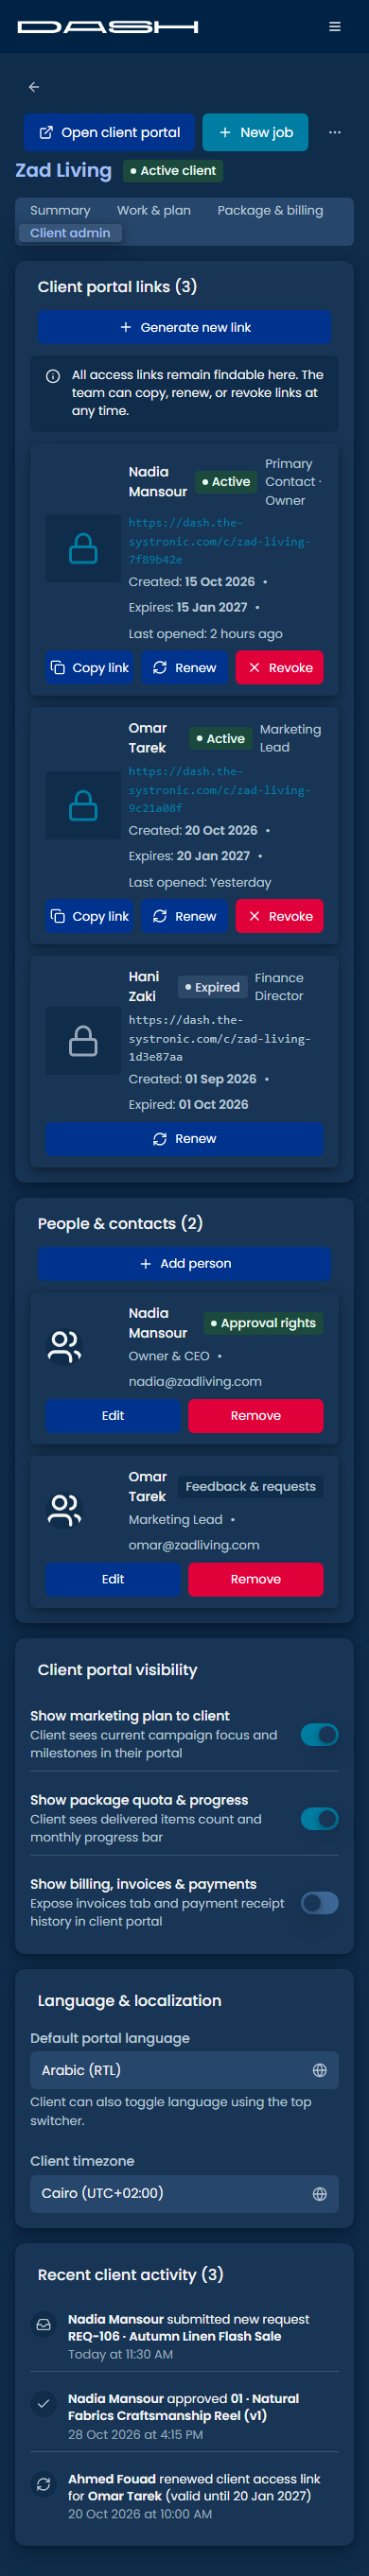 DASH
Open client portal
New job
Zad Living
Active client
Summary
Work & plan
Package & billing
Client admin
Client portal links (3)
Generate new link
All access links remain findable here. The
team can copy, renew, or revoke links at
any time.
Nadia
Mansour
Active
Primary
Contact ·
Owner
https://dash.the-
systronic.com/c/zad-living-
7f89b42e
Created: 15 Oct 2026 •
Expires: 15 Jan 2027 •
Last opened: 2 hours ago
Copy link
Renew
Revoke
Omar
Tarek
Active
Marketing
Lead
https://dash.the-
systronic.com/c/zad-living-
9c21a08f
Created: 20 Oct 2026 •
Expires: 20 Jan 2027 •
Last opened: Yesterday
Copy link
Renew
Revoke
Hani
Zaki
Expired
Finance
Director
https://dash.the-
systronic.com/c/zad-living-
1d3e87aa
Created: 01 Sep 2026 •
Expired: 01 Oct 2026
Renew
People & contacts (2)
Add person
Nadia
Mansour
Approval rights
Owner & CEO •
nadia@zadliving.com
Edit
Remove
Omar
Tarek
Feedback & requests
Marketing Lead •
omar@zadliving.com
Edit
Remove
Client portal visibility
Show marketing plan to client
Client sees current campaign focus and
milestones in their portal
Show package quota & progress
Client sees delivered items count and
monthly progress bar
Show billing, invoices & payments
Expose invoices tab and payment receipt
history in client portal
Language & localization
Default portal language
Arabic (RTL)
Client can also toggle language using the top
switcher.
Client timezone
Cairo (UTC+02:00)
Recent client activity (3)
Nadia Mansour submitted new request
REQ-106 · Autumn Linen Flash Sale
Today at 11:30 AM
Nadia Mansour approved 01 · Natural
Fabrics Craftsmanship Reel (v1)
28 Oct 2026 at 4:15 PM
Ahmed Fouad renewed client access link
for Omar Tarek (valid until 20 Jan 2027)
20 Oct 2026 at 10:00 AM